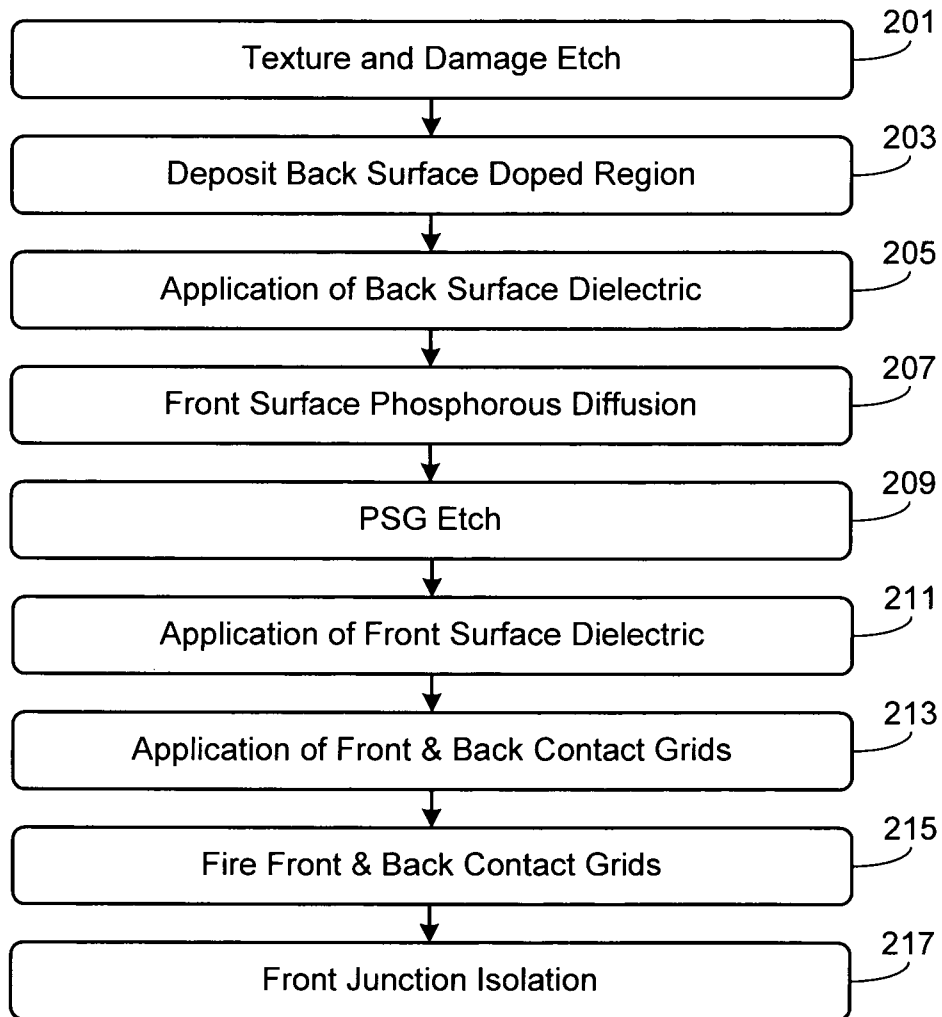 201
Texture and Damage Etch
203
Deposit Back Surface Doped Region
205
Application of Back Surface Dielectric
207
Front Surface Phosphorous Diffusion
209
PSG Etch
211
Application of Front Surface Dielectric
213
Application of Front & Back Contact Grids
215
Fire Front & Back Contact Grids
217
Front Junction Isolation